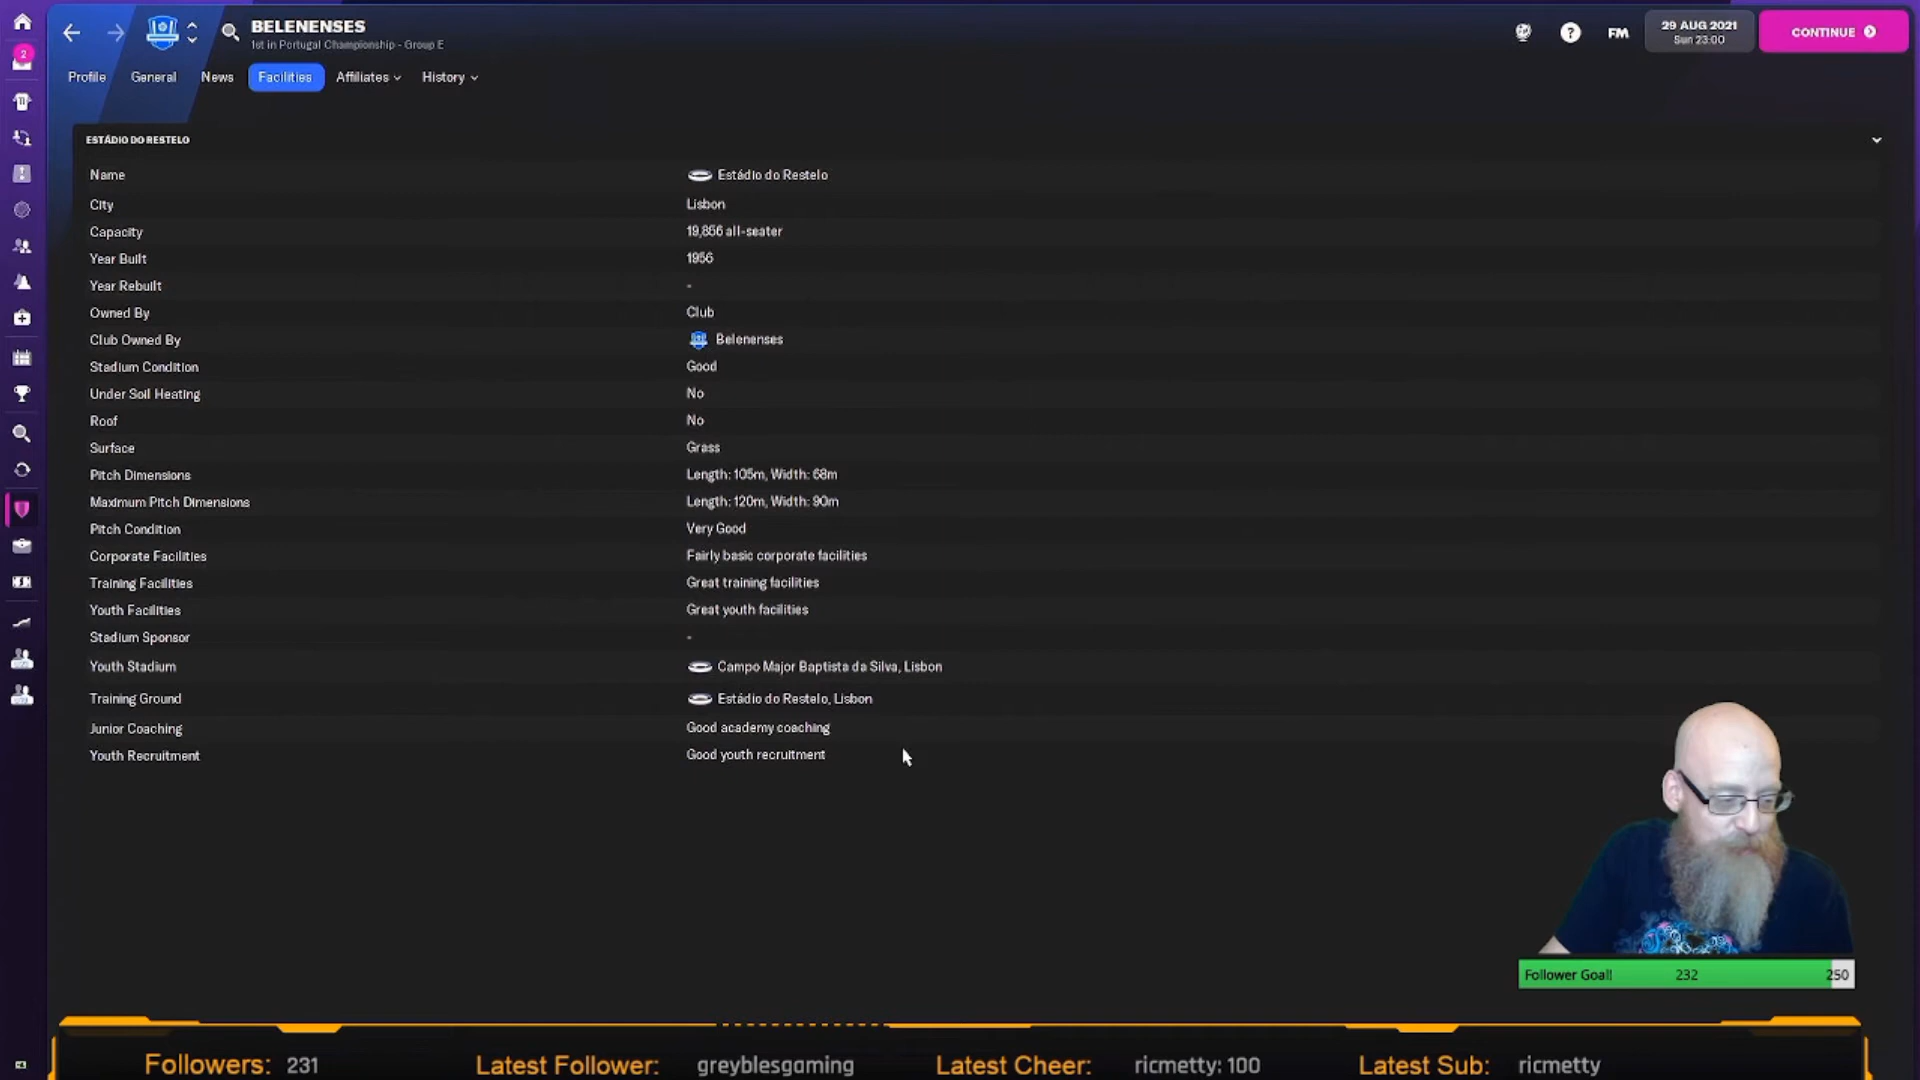 BELENENSES
1st in Portugal Championship - Group E
FM
29 AUG 2021
Sun 23:00
CONTINUE
2
Profile
General
News
Facilities
Affiliates
History
ESTÁDIO DO RESTELO
Name Estádio do Restelo
City Lisbon
Capacity 19,856 all-seater
Year Built 1956
Year Rebuilt -
Owned By Club
Club Owned By Belenenses
Stadium Condition Good
Under Soil Heating No
Roof No
Surface Grass
Pitch Dimensions Length: 105m, Width: 68m
Maximum Pitch Dimensions Length: 120m, Width: 90m
Pitch Condition Very Good
Corporate Facilities Fairly basic corporate facilities
Training Facilities Great training facilities
Youth Facilities Great youth facilities
Stadium Sponsor -
Youth Stadium Campo Major Baptista da Silva, Lisbon
Training Ground Estádio do Restelo, Lisbon
Junior Coaching Good academy coaching
Youth Recruitment Good youth recruitment
Follower Goal! 232 250
Followers: 231 Latest Follower: greyblesgaming Latest Cheer: ricmetty: 100 Latest Sub: ricmetty